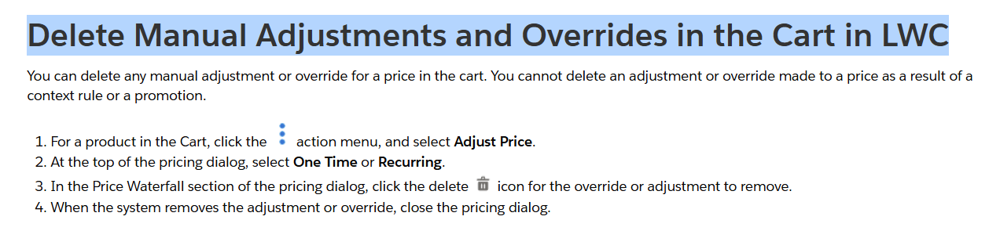 Delete Manual Adjustments and Overrides in the Cart in LWC
You can delete any manual adjustment or override for a price in the cart. You cannot delete an adjustment or override made to a price as a result of a
context rule or a promotion.
1. For a product in the Cart, click the action menu, and select Adjust Price.
2. At the top of the pricing dialog, select One Time or Recurring.
3. In the Price Waterfall section of the pricing dialog, click the delete icon for the override or adjustment to remove.
4. When the system removes the adjustment or override, close the pricing dialog.